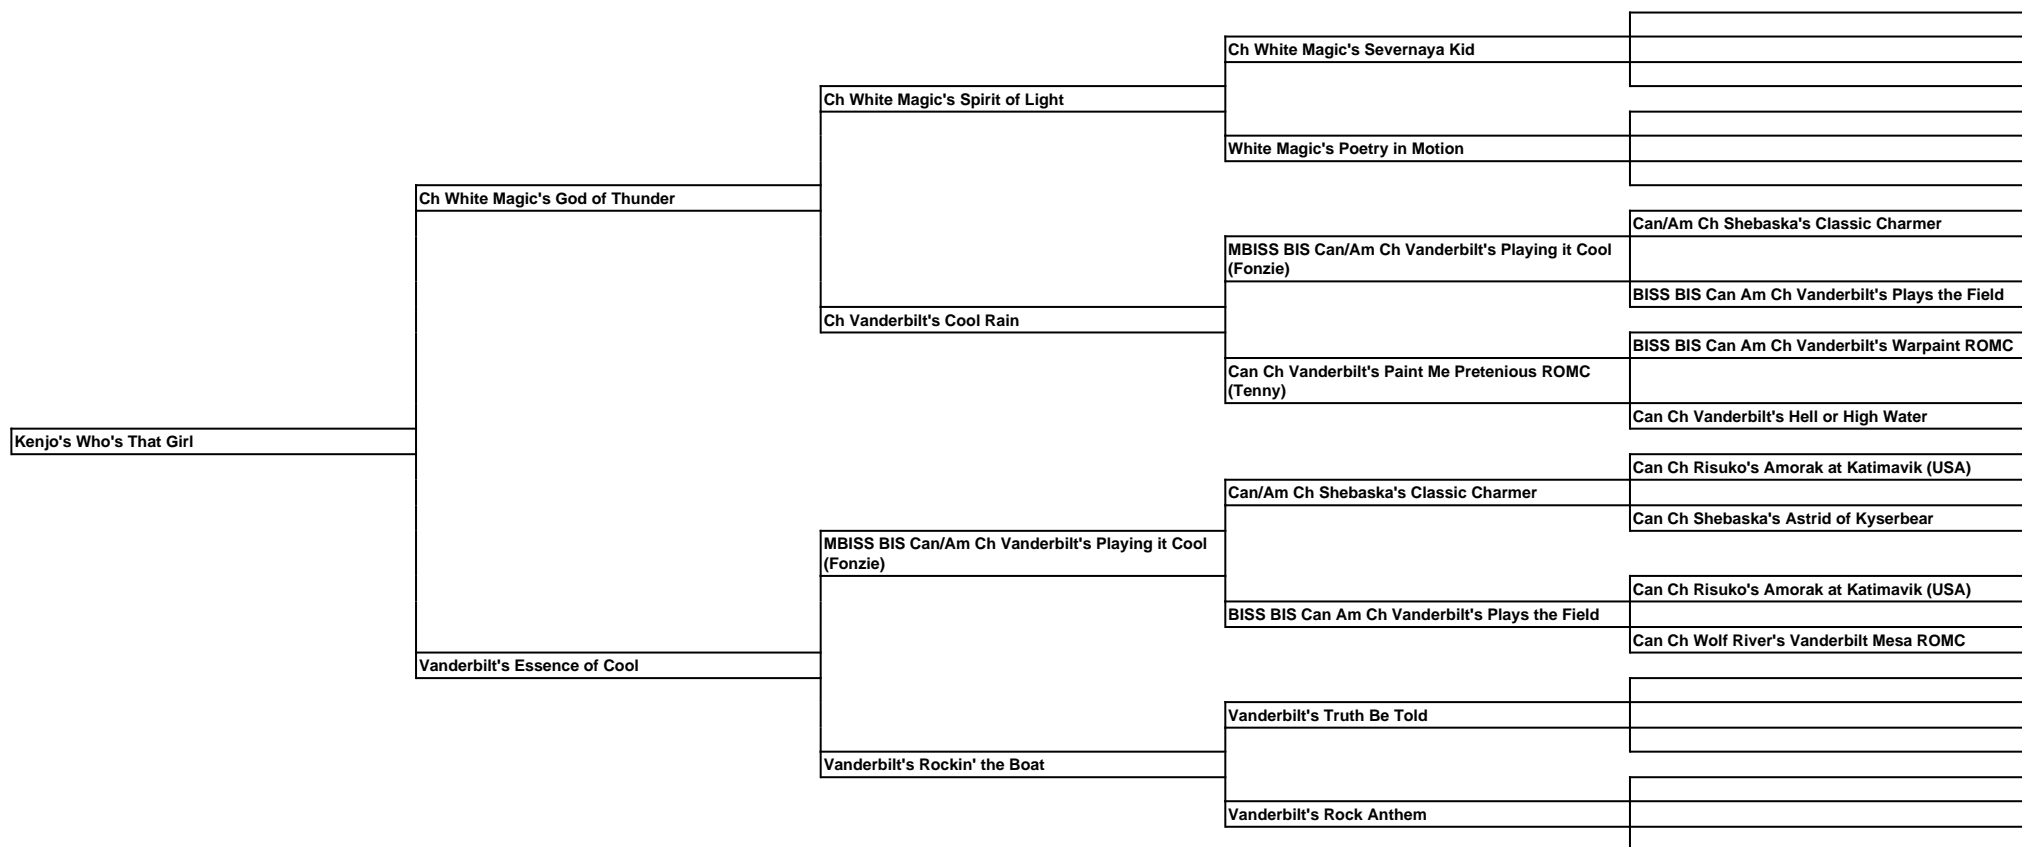 Ch White Magic's Severnaya Kid
Ch White Magic's Spirit of Light
White Magic's Poetry in Motion
Ch White Magic's God of Thunder
Can/Am Ch Shebaska's Classic Charmer
MBISS BIS Can/Am Ch Vanderbilt's Playing it Cool
(Fonzie)
BISS BIS Can Am Ch Vanderbilt's Plays the Field
Ch Vanderbilt's Cool Rain
BISS BIS Can Am Ch Vanderbilt's Warpaint ROMC
Can Ch Vanderbilt's Paint Me Pretenious ROMC
(Tenny)
Can Ch Vanderbilt's Hell or High Water
Kenjo's Who's That Girl
Can Ch Risuko's Amorak at Katimavik (USA)
Can/Am Ch Shebaska's Classic Charmer
Can Ch Shebaska's Astrid of Kyserbear
MBISS BIS Can/Am Ch Vanderbilt's Playing it Cool
(Fonzie)
Can Ch Risuko's Amorak at Katimavik (USA)
BISS BIS Can Am Ch Vanderbilt's Plays the Field
Can Ch Wolf River's Vanderbilt Mesa ROMC
Vanderbilt's Essence of Cool
Vanderbilt's Truth Be Told
Vanderbilt's Rockin' the Boat
Vanderbilt's Rock Anthem